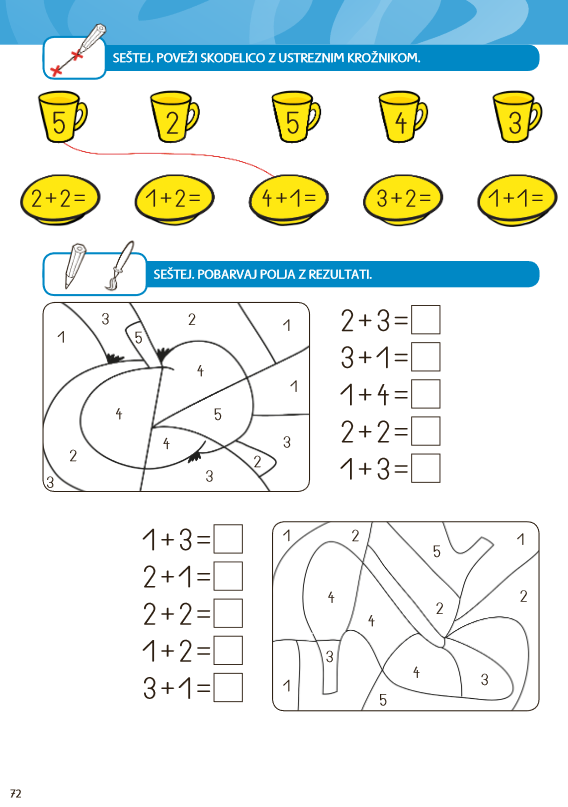 SEŠTEJ. POVEŽI SKODELICO Z USTREZNIM KROŽNIKOM.
5 2 5 4 3
2+2= 1+2= 4+1= 3+2= 1+1=
SEŠTEJ. POBARVAJ POLJA Z REZULTATI.
1 3 5 2 1
4 1
4 5
4 3
2 2
3 3
2+3=
3+1=
1+4=
2+2=
1+3=
1+3=
2+1=
2+2=
1+2=
3+1=
1 2 5 1
4 4 2 2
3
1 4 3
5
72